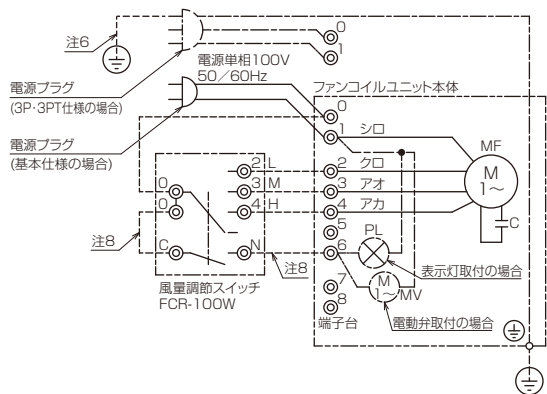 注6
0
1
電源単相100V
50／60Hz
電源プラグ
(3P・3PT仕様の場合)
ファンコイルユニット本体
0
1
シロ
MF
電源プラグ
(基本仕様の場合)
2 L
2
クロ
M
1～
0
3 M
3
アオ
0
4 H
4
アカ
C
5
PL
注8
C
N
注8
6
表示灯取付の場合
風量調節スイッチ
FCR-100W
7
M
1～
MV
8
端子台
電動弁取付の場合